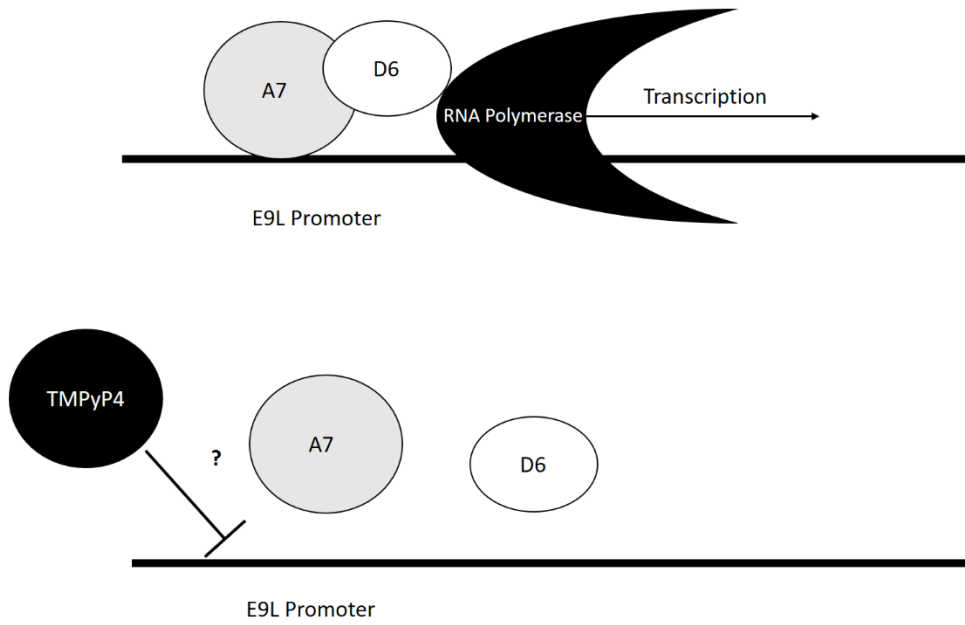 A7
D6
RNA Polymerase
Transcription
E9L Promoter
TMPyP4
?
A7
D6
E9L Promoter